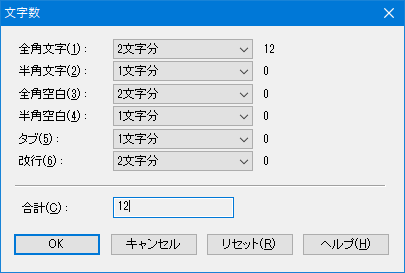 文字数
全角文字(1): 2文字分 12
半角文字(2): 1文字分 0
全角空白(3): 2文字分 0
半角空白(4): 1文字分 0
タブ(5): 1文字分 0
改行(6): 2文字分 0
合計(C): 12
OK キャンセル リセット(R) ヘルプ(H)